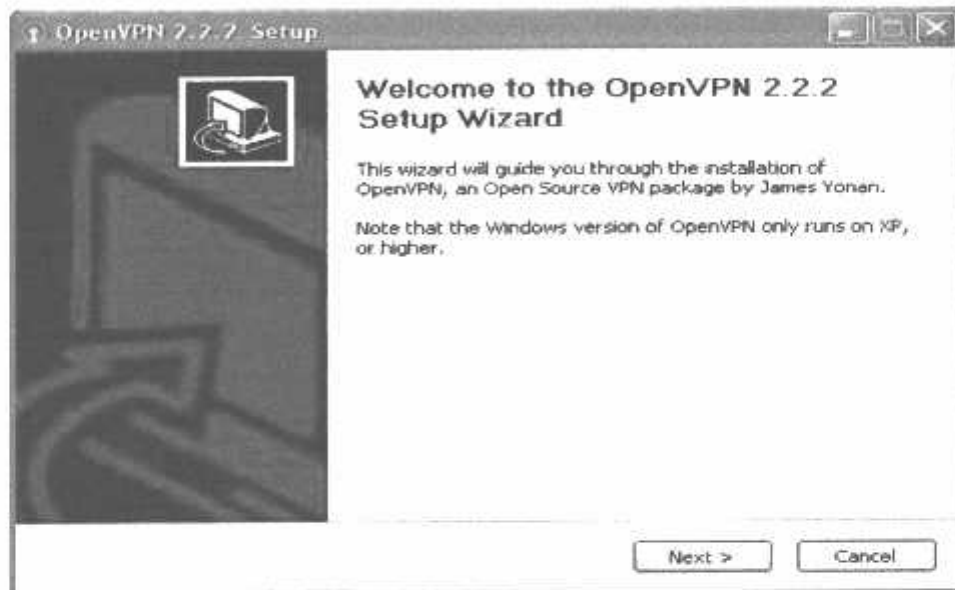 OpenVPN 2.2.2 Setup
Welcome to the OpenVPN 2.2.2
Setup Wizard
This wizard will guide you through the installation of
OpenVPN, an Open Source VPN package by James Yonan.
Note that the Windows version of OpenVPN only runs on XP,
or higher.
Next >
Cancel